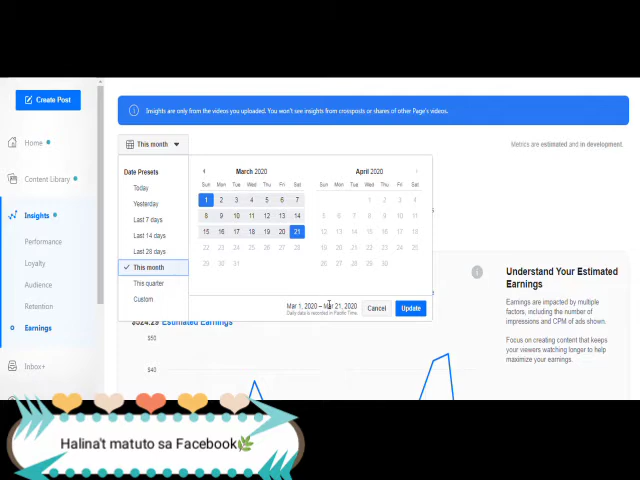 Create Post
Insights are only from the videos you uploaded. You won't see insights from crossposts or shares of other Page's videos.
Home
This month
Metrics are estimated and in development.
Content Library
Date Presets
March 2020
April 2020
Sun Mon Tue Wed Thu Fri Sat
Sun Mon Tue Wed Thu Fri Sat
Today
1 2 3 4 5 6 7
1 2 3 4
Yesterday
Insights
8 9 10 11 12 13 14
5 6 7 8 9 10 11
Last 7 days
15 16 17 18 19 20 21
12 13 14 15 16 17 18
Last 14 days
Performance
22 23 24 25 26 27 28
19 20 21 22 23 24 25
Last 28 days
Loyalty
29 30 31
26 27 28 29 30
This month
Understand Your Estimated
Earnings
Audience
This quarter
Retention
Custom
Earnings are impacted by multiple
factors, including the number of
impressions and CPM of ads shown.
Mar 1, 2020 – Mar 21, 2020
Daily data is recorded in Pacific Time.
Cancel
Update
Earnings
$524.29 Estimated Earnings
$50
Focus on creating content that keeps
your viewers watching longer to help
maximize your earnings.
Inbox+
$40
Halina't matuto sa Facebook